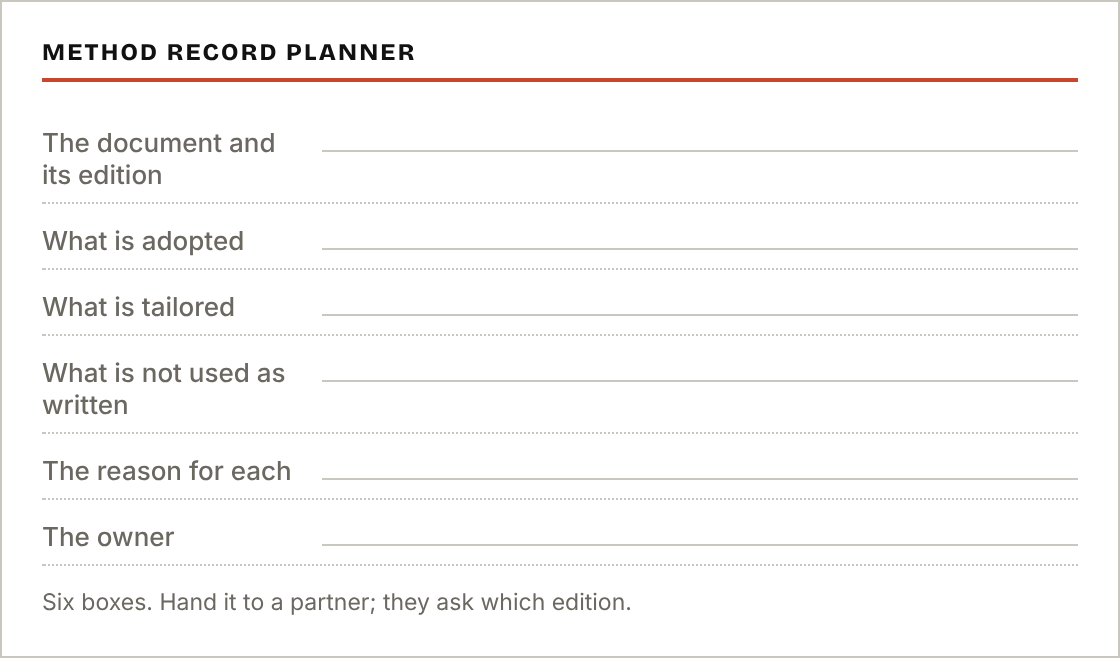 METHOD RECORD PLANNER
The document and
its edition
What is adopted
What is tailored
What is not used as
written
The reason for each
The owner
Six boxes. Hand it to a partner; they ask which edition.